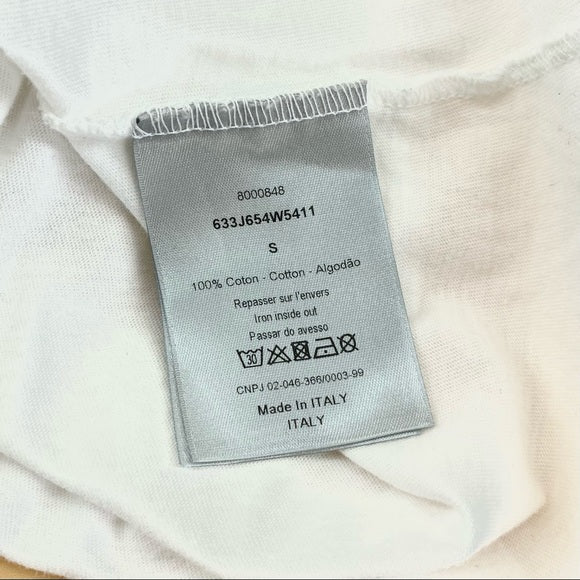 8000848
633J654W5411
S
100% Coton - Cotton - Algodão
Repasser sur l'envers
Iron inside out
Passar do avesso
30
CNPJ 02-046-366/0003-99
Made In ITALY
ITALY